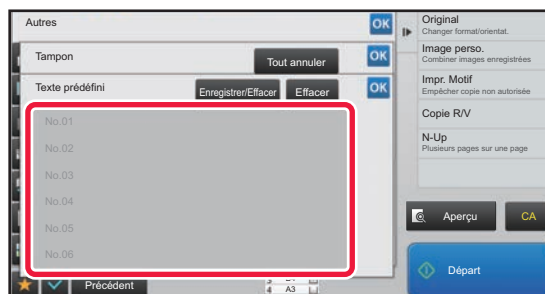 Autres
OK
Tampon
Tout annuler
OK
Texte prédéfini
Enregistrer/Effacer
Effacer
OK
No.01
No.02
No.03
No.04
No.05
No.06
Précédent
A3
Original
Changer format/orientat.
Image perso.
Combiner images enregistrées
Impr. Motif
Empêcher copie non autorisée
Copie R/V
N-Up
Plusieurs pages sur une page
Aperçu
CA
Départ